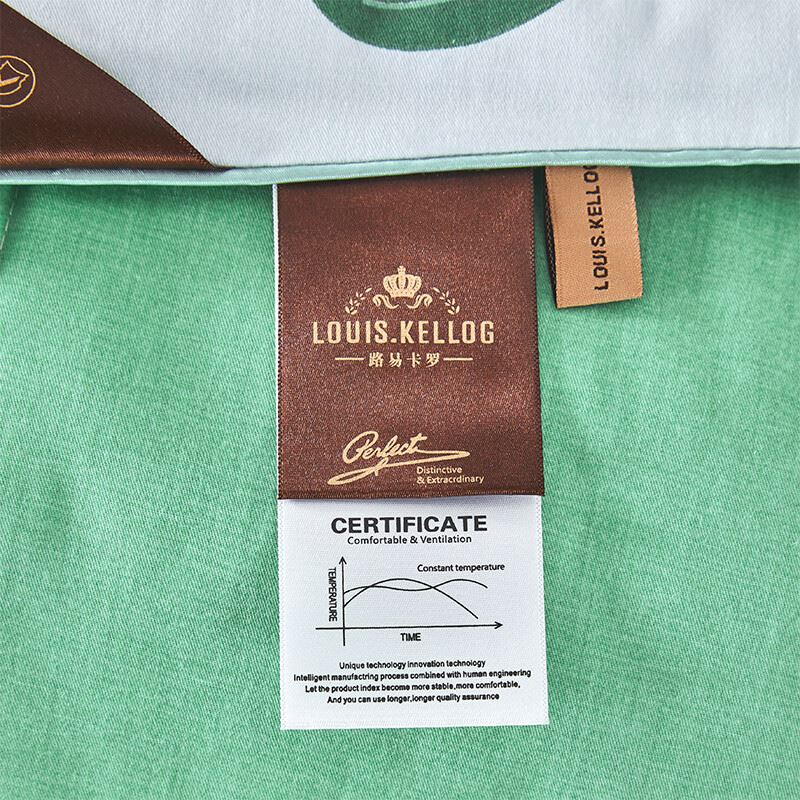 LOUIS.KELLOG
LOUIS.KELLOG
路易卡罗
Perfect
Distinctive
& Extracrdinary
CERTIFICATE
Comfortable & Ventilation
Constant temperature
TEMPERATURE
TIME
Unique technology innovation technology
Intelligent manufactring process combined with human engineering
Let the product index become more stable,more comfortable,
And you can use longer,longer quality assurance